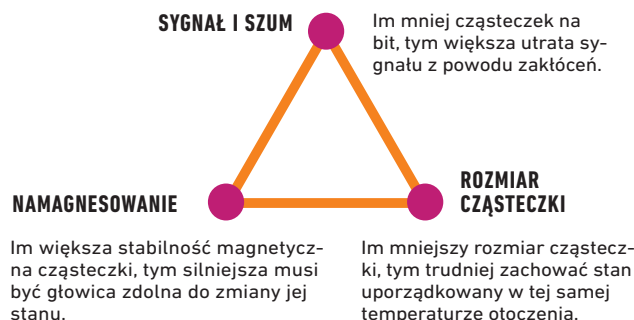 SYGNAŁ I SZUM
Im mniej cząsteczek na
bit, tym większa utrata sy-
gnału z powodu zakłóceń.
NAMAGNESOWANIE
Im większa stabilność magnetycz-
na cząsteczki, tym silniejsza musi
być głowica zdolna do zmiany jej
stanu.
ROZMIAR
CZĄSTECZKI
Im mniejszy rozmiar cząstecz-
ki, tym trudniej zachować stan
uporządkowany w tej samej
temperaturze otoczenia.